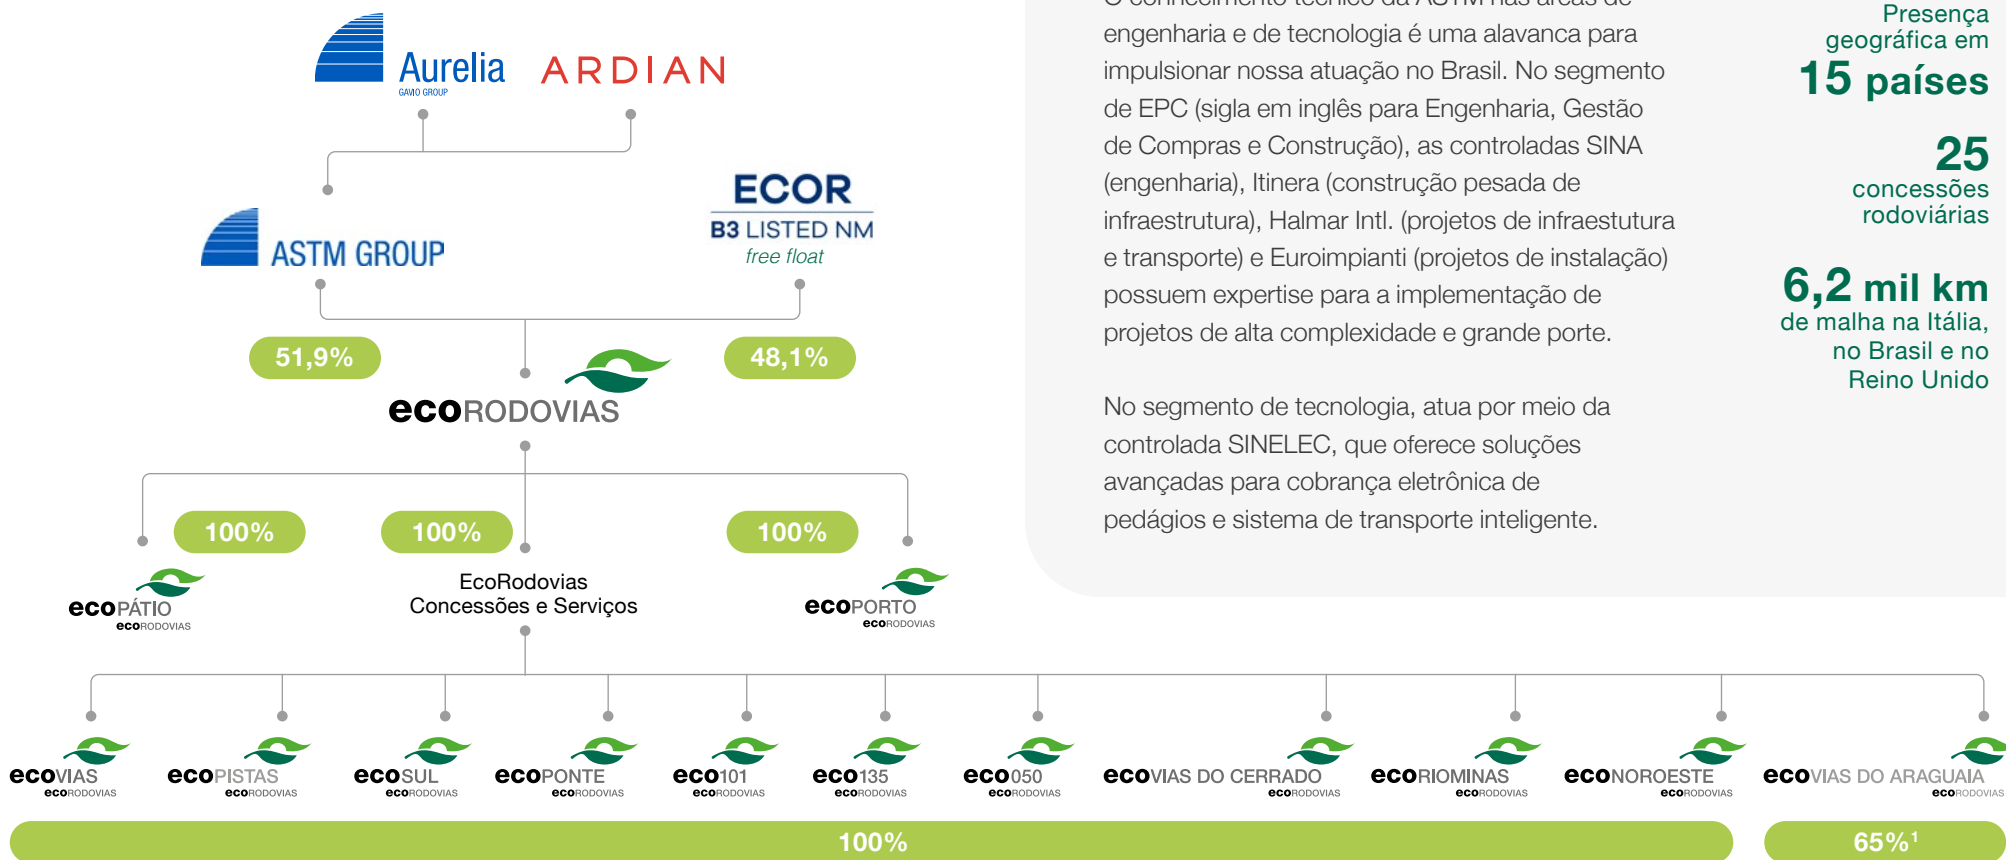 Aurelia
GAVIO GROUP
ARDIAN
ASTM GROUP
ECOR
B3 LISTED NM
free float
51,9%
48,1%
ecoRODOVIAS
100%
100%
100%
ecoPÁTIO
ecoRODOVIAS
EcoRodovias
Concessões e Serviços
ecoPORTO
ecoRODOVIAS
engenharia e de tecnologia é uma alavanca para
impulsionar nossa atuação no Brasil. No segmento
de EPC (sigla em inglês para Engenharia, Gestão
de Compras e Construção), as controladas SINA
(engenharia), Itinera (construção pesada de
infraestrutura), Halmar Intl. (projetos de infraestutura
e transporte) e Euroimpianti (projetos de instalação)
possuem expertise para a implementação de
projetos de alta complexidade e grande porte.
No segmento de tecnologia, atua por meio da
controlada SINELEC, que oferece soluções
avançadas para cobrança eletrônica de
pedágios e sistema de transporte inteligente.
Presença
geográfica em
15 países
25
concessões
rodoviárias
6,2 mil km
de malha na Itália,
no Brasil e no
Reino Unido
ecoVIAS
ecoRODOVIAS
ecoPISTAS
ecoRODOVIAS
ecoSUL
ecoRODOVIAS
ecoPONTE
ecoRODOVIAS
eco101
ecoRODOVIAS
eco135
ecoRODOVIAS
eco050
ecoRODOVIAS
ecoVIAS DO CERRADO
ecoRODOVIAS
ecoRIOMINAS
ecoRODOVIAS
ecoNOROESTE
ecoRODOVIAS
ecoVIAS DO ARAGUAIA
ecoRODOVIAS
100%
65%¹